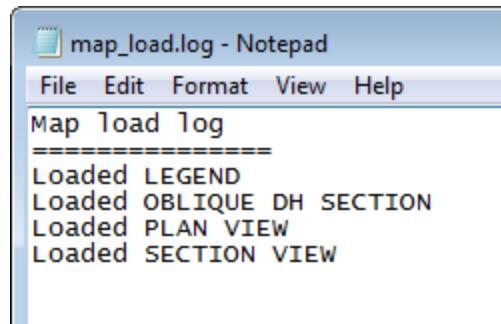 map_load.log - Notepad
File Edit Format View Help
Map load log
===============
Loaded LEGEND
Loaded OBLIQUE DH SECTION
Loaded PLAN VIEW
Loaded SECTION VIEW